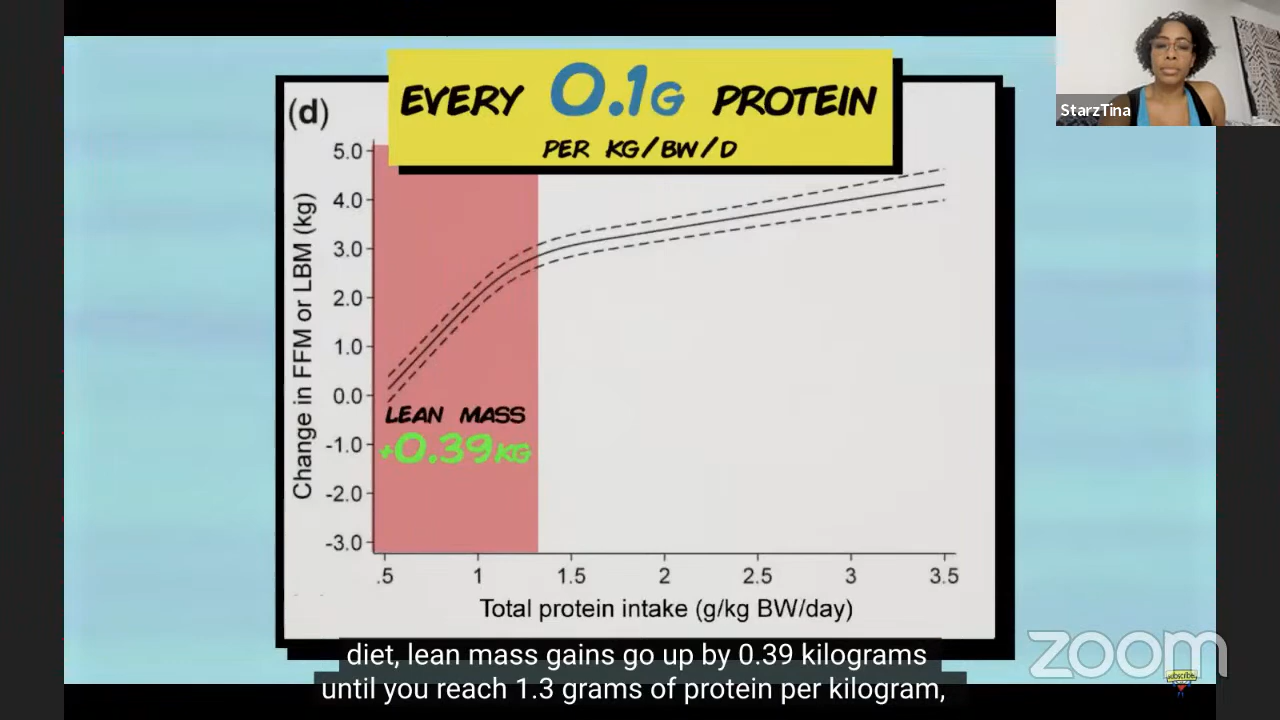 StarzTina
EVERY 0.1G PROTEIN
PER KG/BW/D
(d)
5.0
4.0
3.0
2.0
1.0
0.0
-1.0
-2.0
-3.0
Change in FFM or LBM (kg)
LEAN MASS
+0.39KG
.5 1 1.5 2 2.5 3 3.5
Total protein intake (g/kg BW/day)
diet, lean mass gains go up by 0.39 kilograms
until you reach 1.3 grams of protein per kilogram,
zoom
subscribe